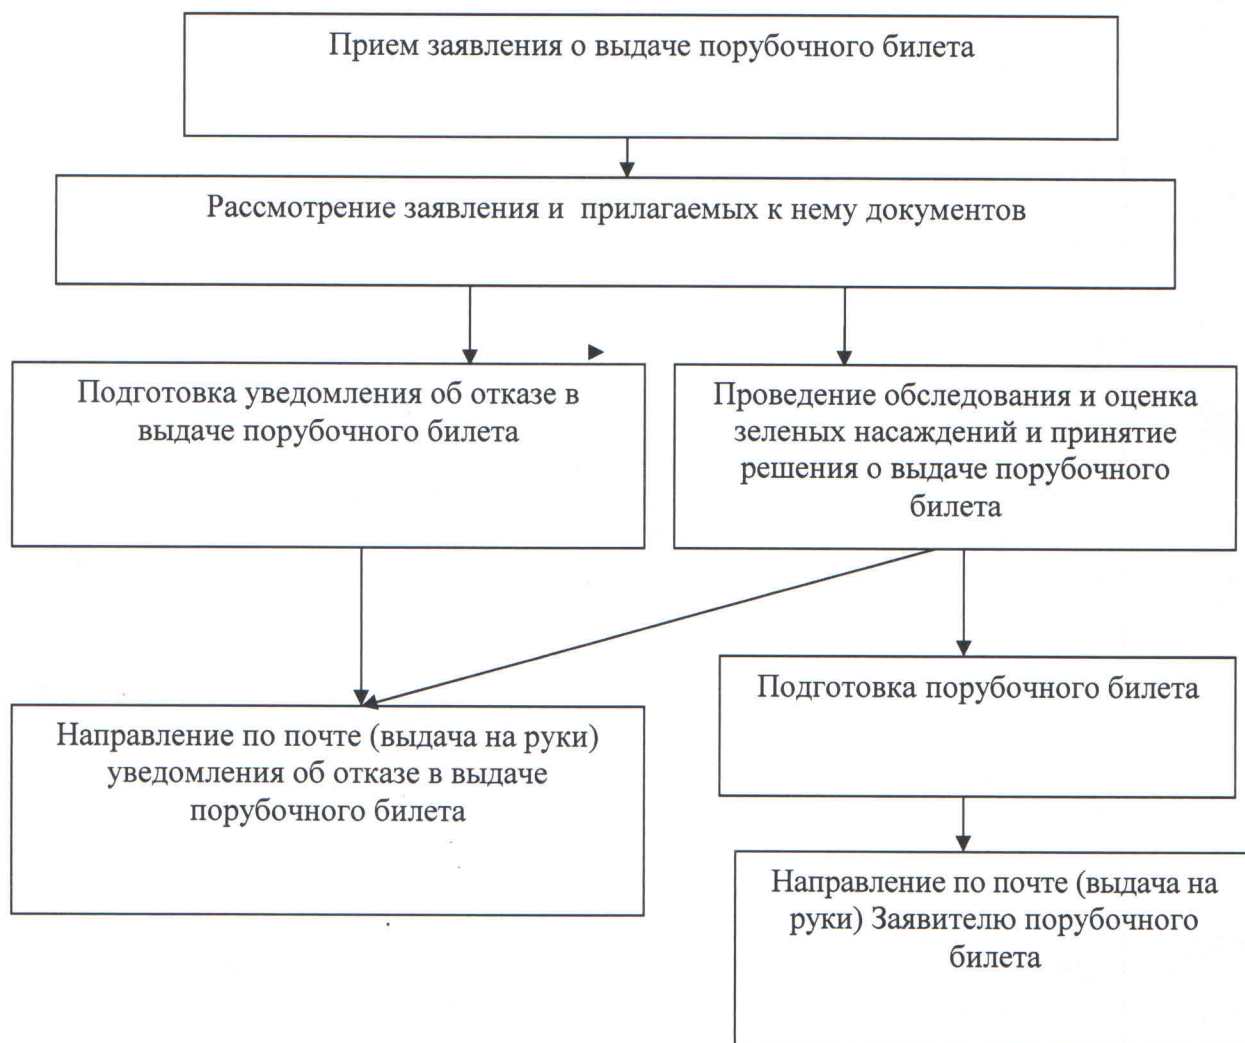 Прием заявления о выдаче порубочного билета
Рассмотрение заявления и прилагаемых к нему документов
Подготовка уведомления об отказе в
выдаче порубочного билета
Проведение обследования и оценка
зеленых насаждений и принятие
решения о выдаче порубочного
билета
Направление по почте (выдача на руки)
уведомления об отказе в выдаче
порубочного билета
Подготовка порубочного билета
Направление по почте (выдача на
руки) Заявителю порубочного
билета